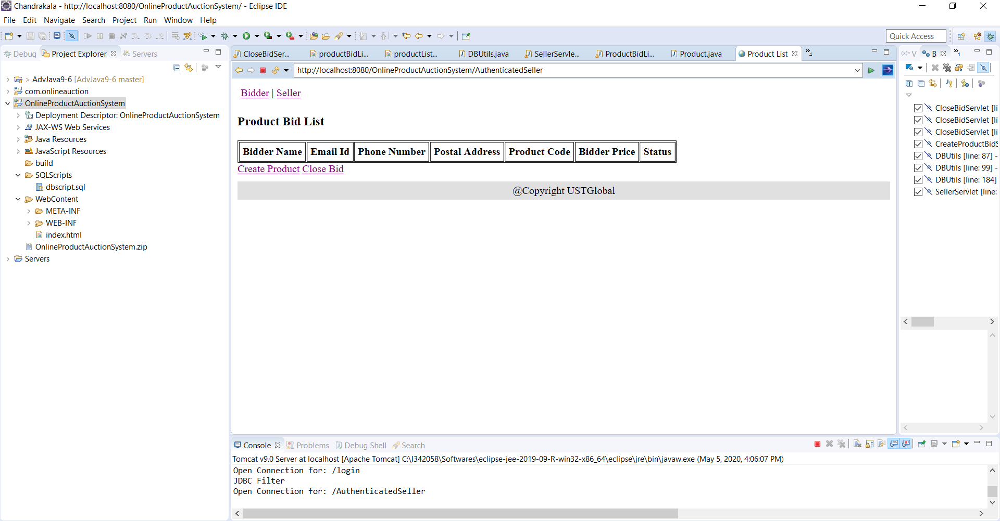 Chandrakala - http://localhost:8080/OnlineProductAuctionSystem/ - Eclipse IDE
File Edit Navigate Search Project Run Window Help
Quick Access
Debug Project Explorer Servers
AdvJava9-6 [AdvJava9-6 master]
com.onlineauction
OnlineProductAuctionSystem
Deployment Descriptor: OnlineProductAuctionSystem
JAX-WS Web Services
Java Resources
JavaScript Resources
build
SQLScripts
dbscript.sql
WebContent
META-INF
WEB-INF
index.html
OnlineProductAuctionSystem.zip
Servers
CloseBidSer... productBidLi... productList... DBUtils.java SellerServle... ProductBidLi... Product.java Product List »4
http://localhost:8080/OnlineProductAuctionSystem/AuthenticatedSeller
Bidder | Seller
Product Bid List
Bidder Name Email Id Phone Number Postal Address Product Code Bidder Price Status
Create Product Close Bid
@Copyright USTGlobal
(x)= V B »1
CloseBidServlet [li
CloseBidServlet [li
CloseBidServlet [li
CreateProductBidS
DBUtils [line: 87] -
DBUtils [line: 99] -
DBUtils [line: 184]
SellerServlet [line:
Console Problems Debug Shell Search
Tomcat v9.0 Server at localhost [Apache Tomcat] C:\I342058\Softwares\eclipse-jee-2019-09-R-win32-x86_64\eclipse\jre\bin\javaw.exe (May 5, 2020, 4:06:07 PM)
Open Connection for: /login
JDBC Filter
Open Connection for: /AuthenticatedSeller